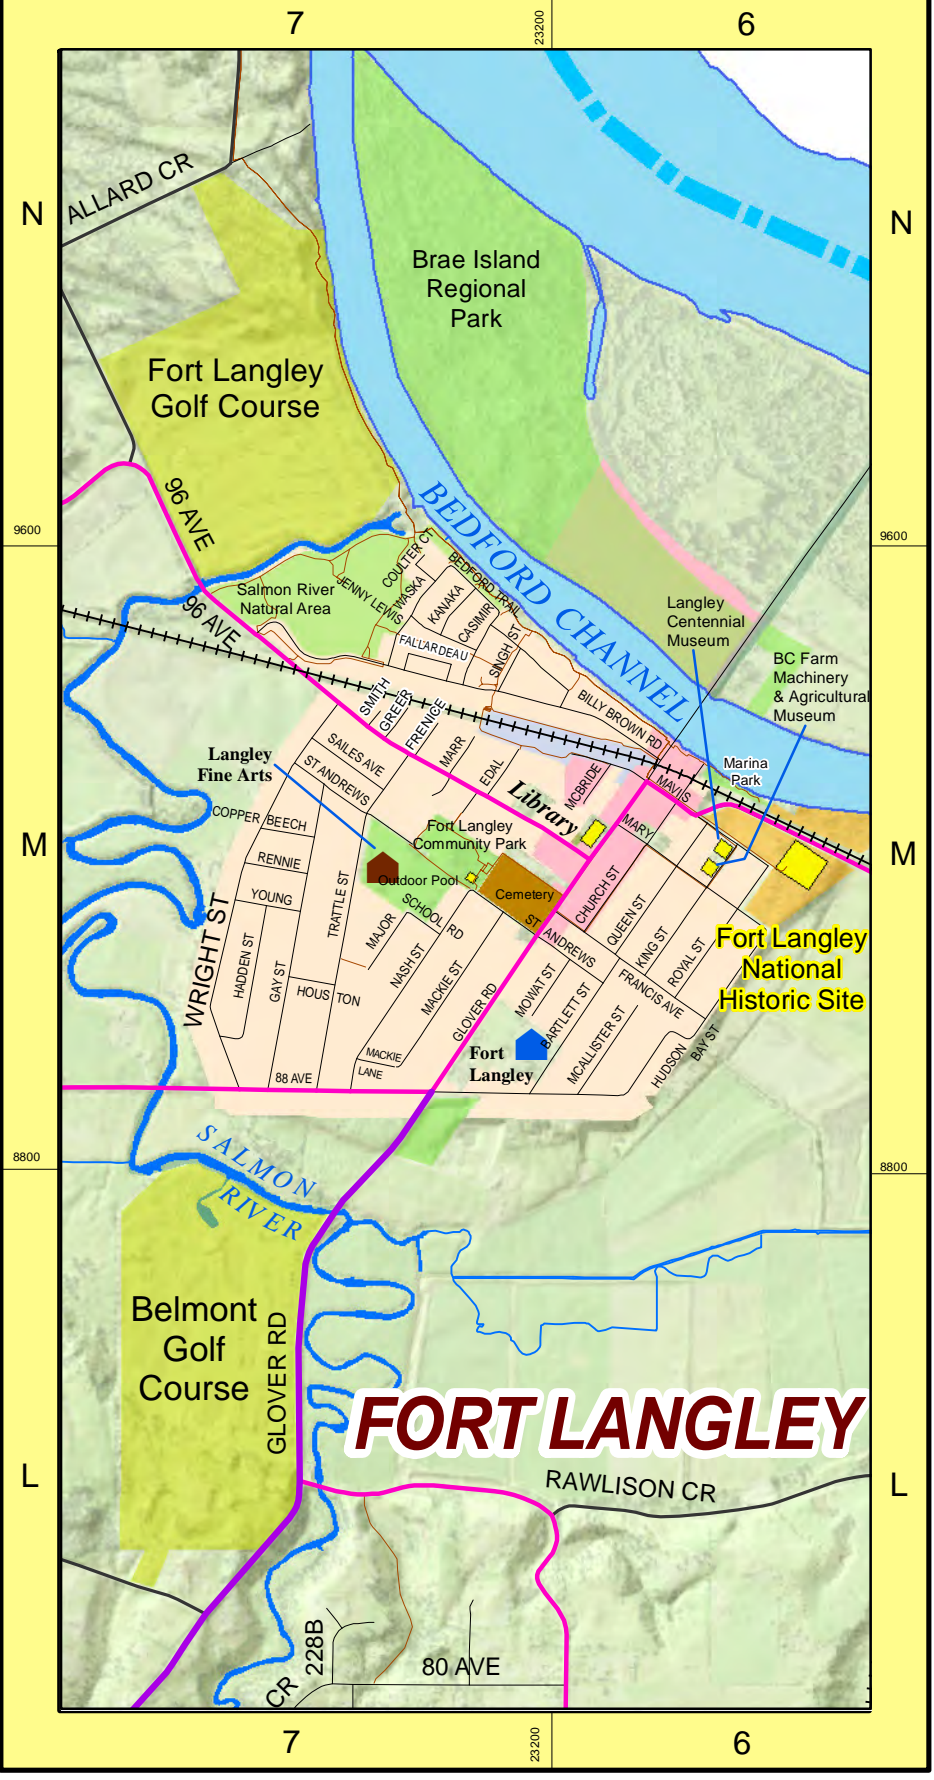 7
23200
6
ALLARD CR
N
N
Brae Island
Regional
Park
Fort Langley
Golf Course
96 AVE
BEDFORD CHANNEL
9600
9600
COULTER CT
BEDFORD TRAIL
Salmon River
Natural Area
JENNY LEWIS
WASKA
KANAKA
CASIMIR
96 AVE
Langley
Centennial
Museum
FALLARDEAU
SINGH ST
BC Farm
Machinery
& Agricultural
Museum
SMITH
GREER
FRENICE
BILLY BROWN RD
Langley
Fine Arts
SAILES AVE
ST ANDREWS
MARR
EDAL
Library
MCBRIDE
MAVIS
Marina
Park
COPPER BEECH
Fort Langley
Community Park
MARY
M
M
RENNIE
Outdoor Pool
Cemetery
YOUNG
TRATTLE ST
SCHOOL RD
CHURCH ST
WRIGHT ST
MAJOR
ST ANDREWS
QUEEN ST
KING ST
ROYAL ST
Fort Langley
National
Historic Site
HADDEN ST
GAY ST
HOUS TON
NASH ST
MACKIE ST
GLOVER RD
MOWAT ST
BARTLETT ST
FRANCIS AVE
MCALLISTER ST
HUDSON BAY ST
MACKIE
LANE
Fort
Langley
88 AVE
SALMON
RIVER
8800
8800
Belmont
Golf
Course
GLOVER RD
FORT LANGLEY
L
RAWLISON CR
L
228B
80 AVE
CR
7
23200
6